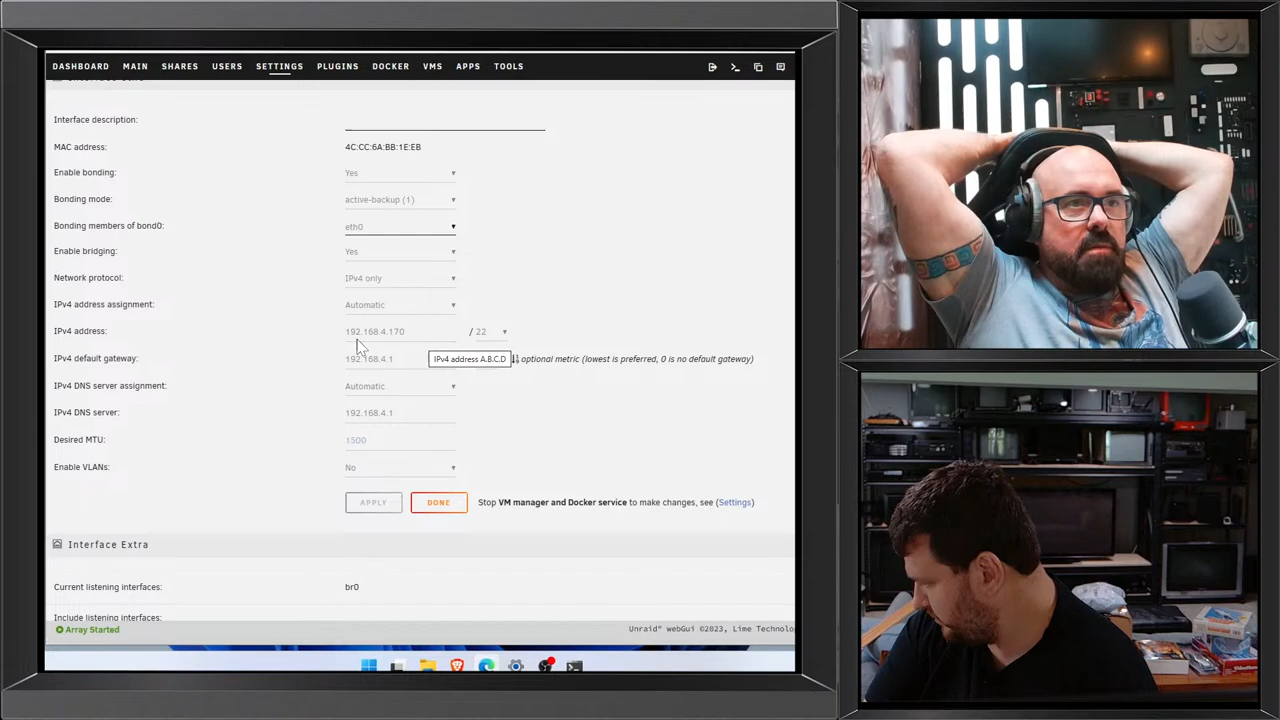 DASHBOARD MAIN SHARES USERS SETTINGS PLUGINS DOCKER VMS APPS TOOLS
Interface description:
MAC address: 4C:CC:6A:BB:1E:EB
Enable bonding: Yes
Bonding mode: active-backup (1)
Bonding members of bond0: eth0
Enable bridging: Yes
Network protocol: IPv4 only
IPv4 address assignment: Automatic
IPv4 address: 192.168.4.170 / 22
IPv4 default gateway: 192.168.4.1 IPv4 address A.B.C.D optional metric (lowest is preferred, 0 is no default gateway)
IPv4 DNS server assignment: Automatic
IPv4 DNS server: 192.168.4.1
Desired MTU: 1500
Enable VLANs: No
APPLY DONE Stop VM manager and Docker service to make changes, see (Settings)
Interface Extra
Current listening interfaces: br0
Include listening interfaces:
Array Started Unraid® webGui ©2023, Lime Technolo